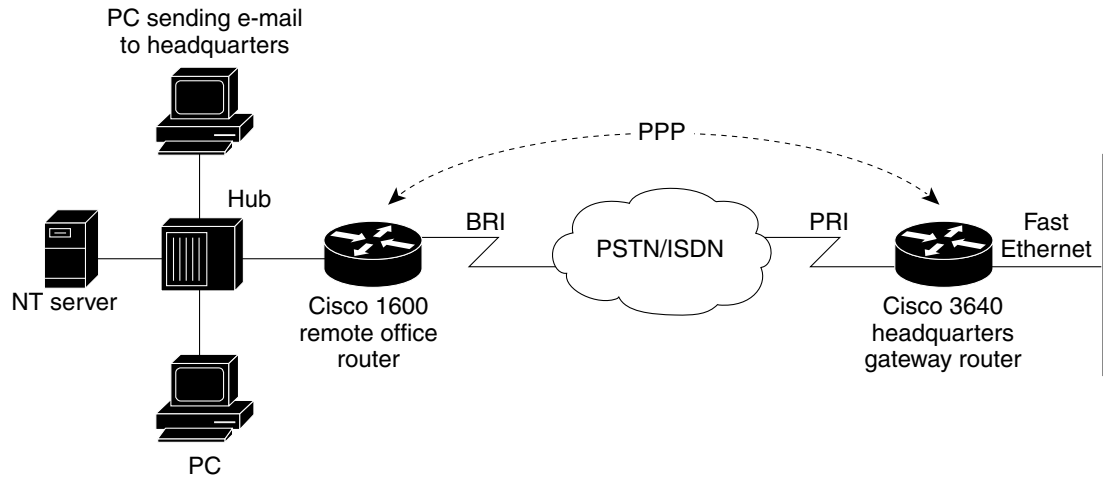 PC sending e-mail
to headquarters
PPP
Hub
BRI
PSTN/ISDN
PRI
Fast
Ethernet
NT server
Cisco 1600
remote office
router
Cisco 3640
headquarters
gateway router
PC